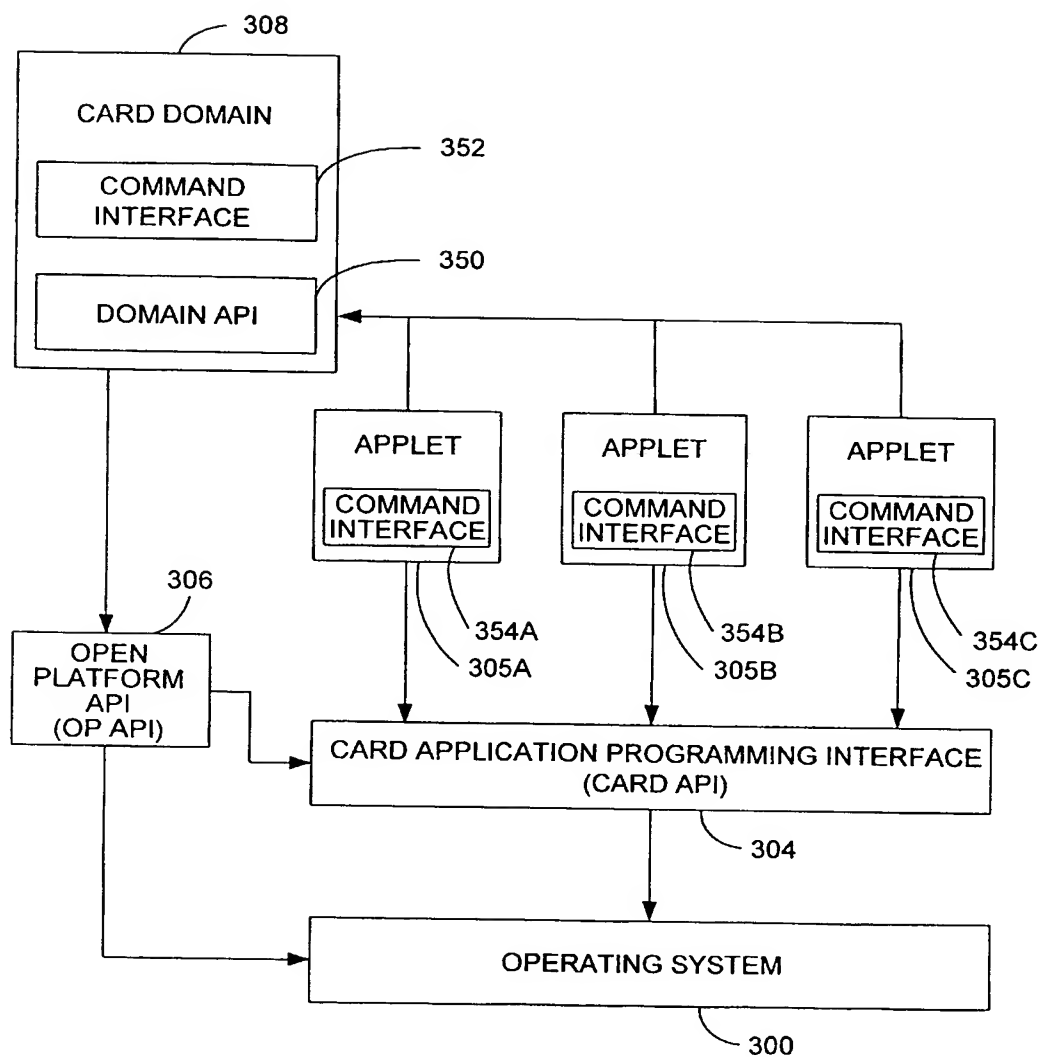 308
CARD DOMAIN
352
COMMAND
INTERFACE
350
DOMAIN API
APPLET
COMMAND
INTERFACE
APPLET
COMMAND
INTERFACE
APPLET
COMMAND
INTERFACE
306
354A
305A
354B
305B
354C
305C
OPEN
PLATFORM
API
(OP API)
CARD APPLICATION PROGRAMMING INTERFACE
(CARD API)
304
OPERATING SYSTEM
300